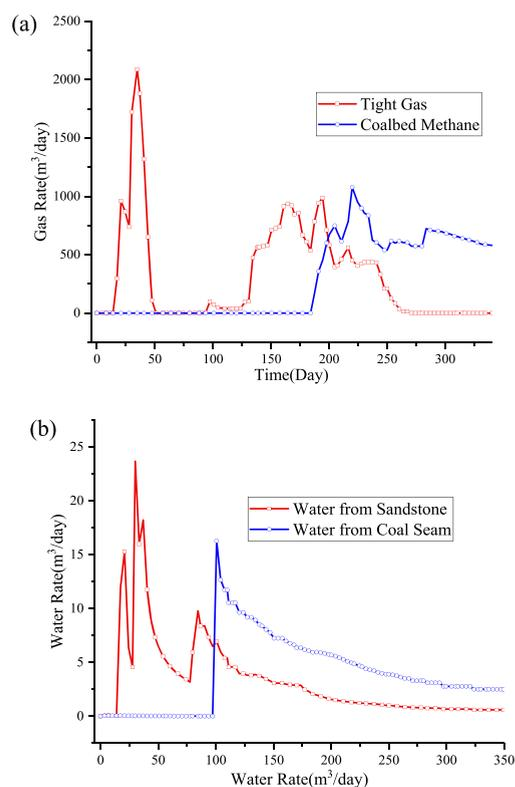 (a)
2500
2000
1500
1000
500
0
Gas Rate(m³/day)
Tight Gas
Coalbed Methane
0 50 100 150 200 250 300
Time(Day)
(b)
25
20
15
10
5
0
Water Rate(m³/day)
Water from Sandstone
Water from Coal Seam
0 50 100 150 200 250 300 350
Water Rate(m³/day)